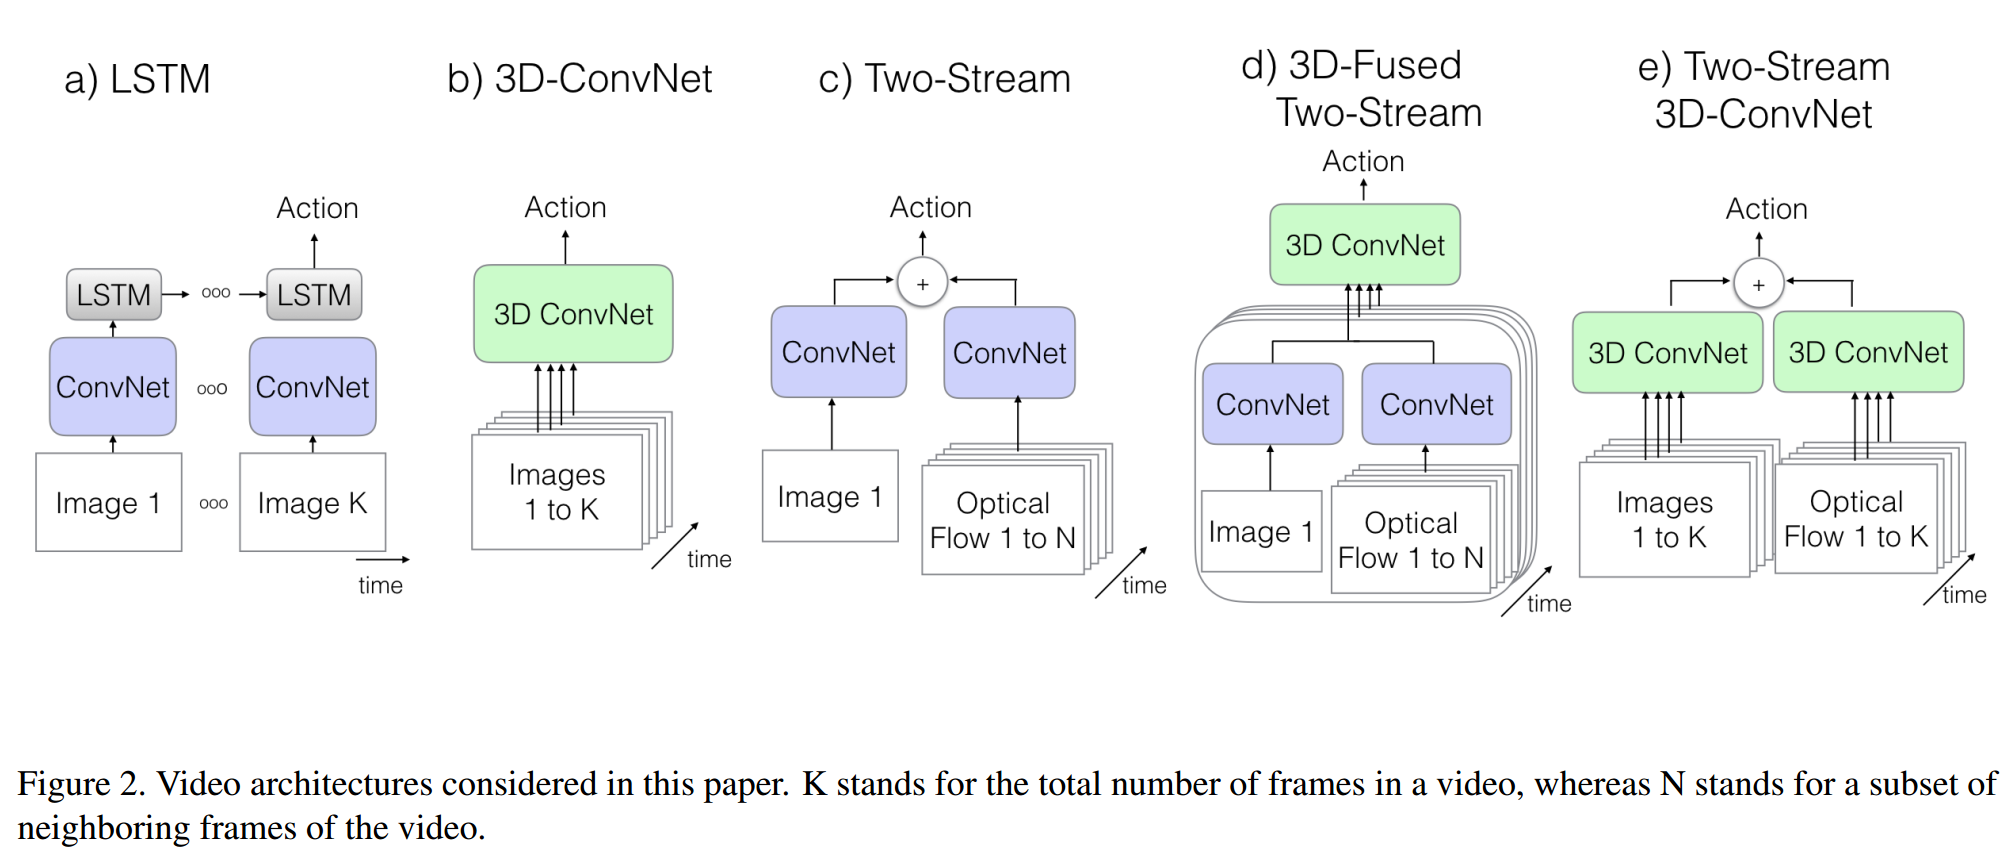 a) LSTM
Action
LSTM
ooo
LSTM
ConvNet
ooo
ConvNet
Image 1
ooo
Image K
time
b) 3D-ConvNet
Action
3D ConvNet
Images
1 to K
time
c) Two-Stream
Action
+
ConvNet
ConvNet
Image 1
Optical
Flow 1 to N
time
d) 3D-Fused
Two-Stream
Action
3D ConvNet
ConvNet
ConvNet
Image 1
Optical
Flow 1 to N
time
e) Two-Stream
3D-ConvNet
Action
+
3D ConvNet
3D ConvNet
Images
1 to K
Optical
Flow 1 to K
time
Figure 2. Video architectures considered in this paper. K stands for the total number of frames in a video, whereas N stands for a subset of
neighboring frames of the video.